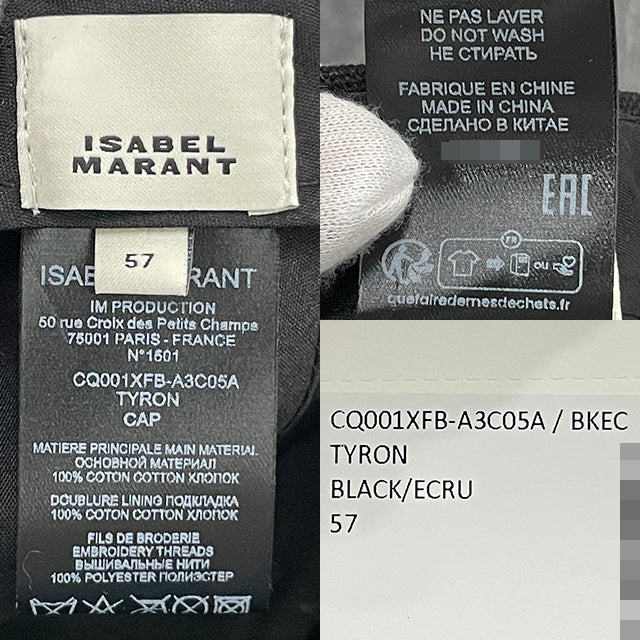 ISABEL
MARANT
57
ISABEL MARANT
IM PRODUCTION
50 rue Croix des Petits Champs
75001 PARIS - FRANCE
N°1501
CQ001XFB-A3C05A
TYRON
CAP
MATIERE PRINCIPALE MAIN MATERIAL
ОСНОВНОЙ МАТЕРИАЛ
100% COTON COTTON ХЛОПОК
DOUBLURE LINING ПОДКЛАДКА
100% COTON COTTON ХЛОПОК
FILS DE BRODERIE
EMBROIDERY THREADS
ВЫШИВАЛЬНЫЕ НИТИ
100% POLYESTER ПОЛИЭСТЕР
NE PAS LAVER
DO NOT WASH
НЕ СТИРАТЬ
FABRIQUE EN CHINE
MADE IN CHINA
СДЕЛАНО В КИТАЕ
EAC
FR
ou
quefairedemesdechets.fr
CQ001XFB-A3C05A / BKEC
TYRON
BLACK/ECRU
57